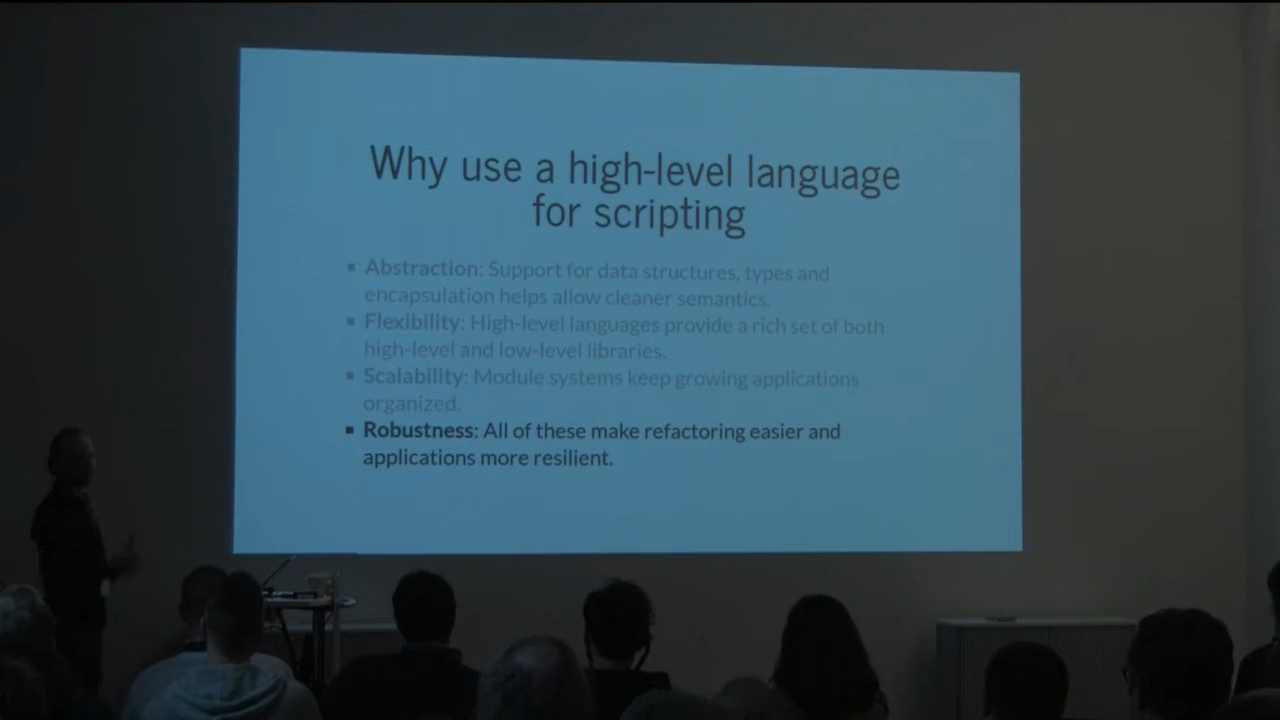 Why use a high-level language
for scripting
▪ Abstraction: Support for data structures, types and
encapsulation helps allow cleaner semantics.
▪ Flexibility: High-level languages provide a rich set of both
high-level and low-level libraries.
▪ Scalability: Module systems keep growing applications
organized.
▪ Robustness: All of these make refactoring easier and
applications more resilient.